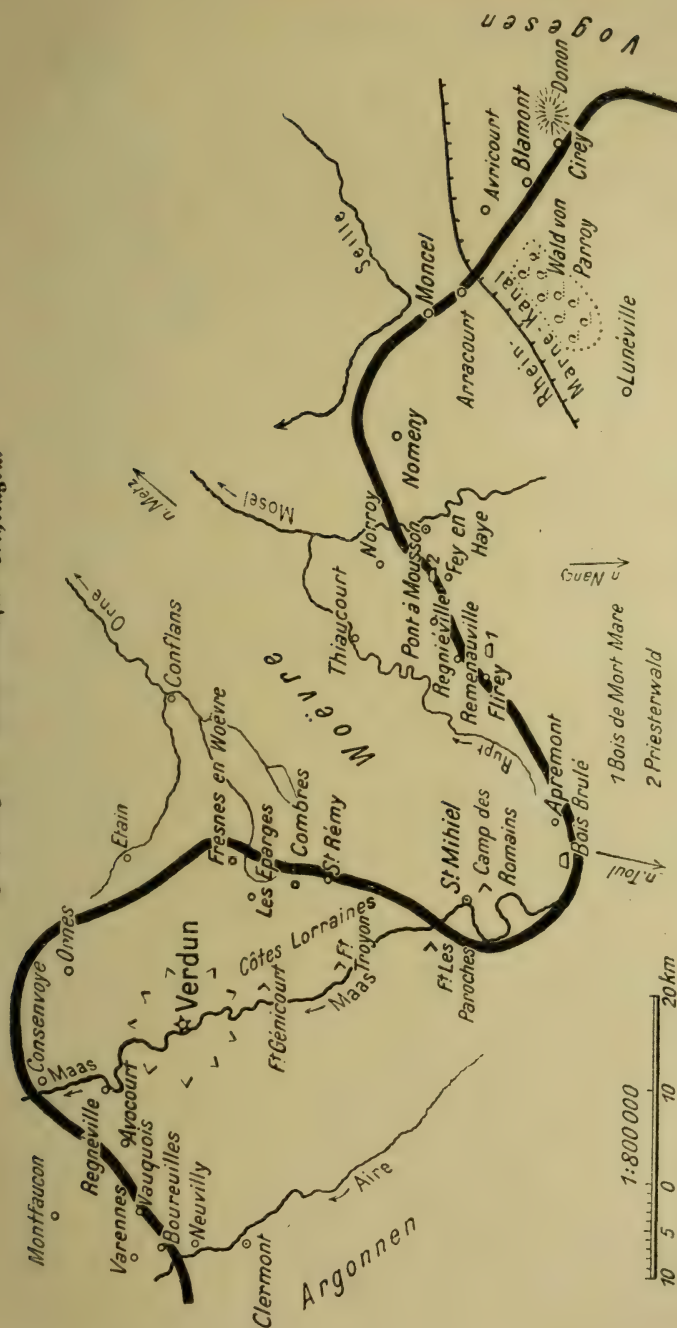 Vogesen
Montfaucon
Consenvoye
Maas
Regnéville
Avocourt
Varennes
Vauquois
Boureuilles
Neuvilly
Clermont
Argonnen
Aire
Ornes
Verdun
Côtes Lorraines
Ft Génicourt
Ft Troyon
Maas
Ft Les
Paroches
St Mihiel
Camp des
Romains
Etain
Orne
Conflans
Fresnes en Woëvre
Les Eparges
Combres
St Rémy
Woëvre
Apremont
Bois Brulé
n. Toul
Rupt
Thiaucourt
n. Metz
Mosel
Norroy
Pont à Mousson
2
Regniéville
Fey en
Haye
Remenauville
1
Flirey
n Nancy
Nomeny
Seille
Moncel
Arracourt
Rhein-
Marne-Kanal
Avricourt
Blamont
Donon
Cirey
Wald von
Parroy
Lunéville
1 Bois de Mort Mare
2 Priesterwald
1:800 000
10 5 0 10 20 km